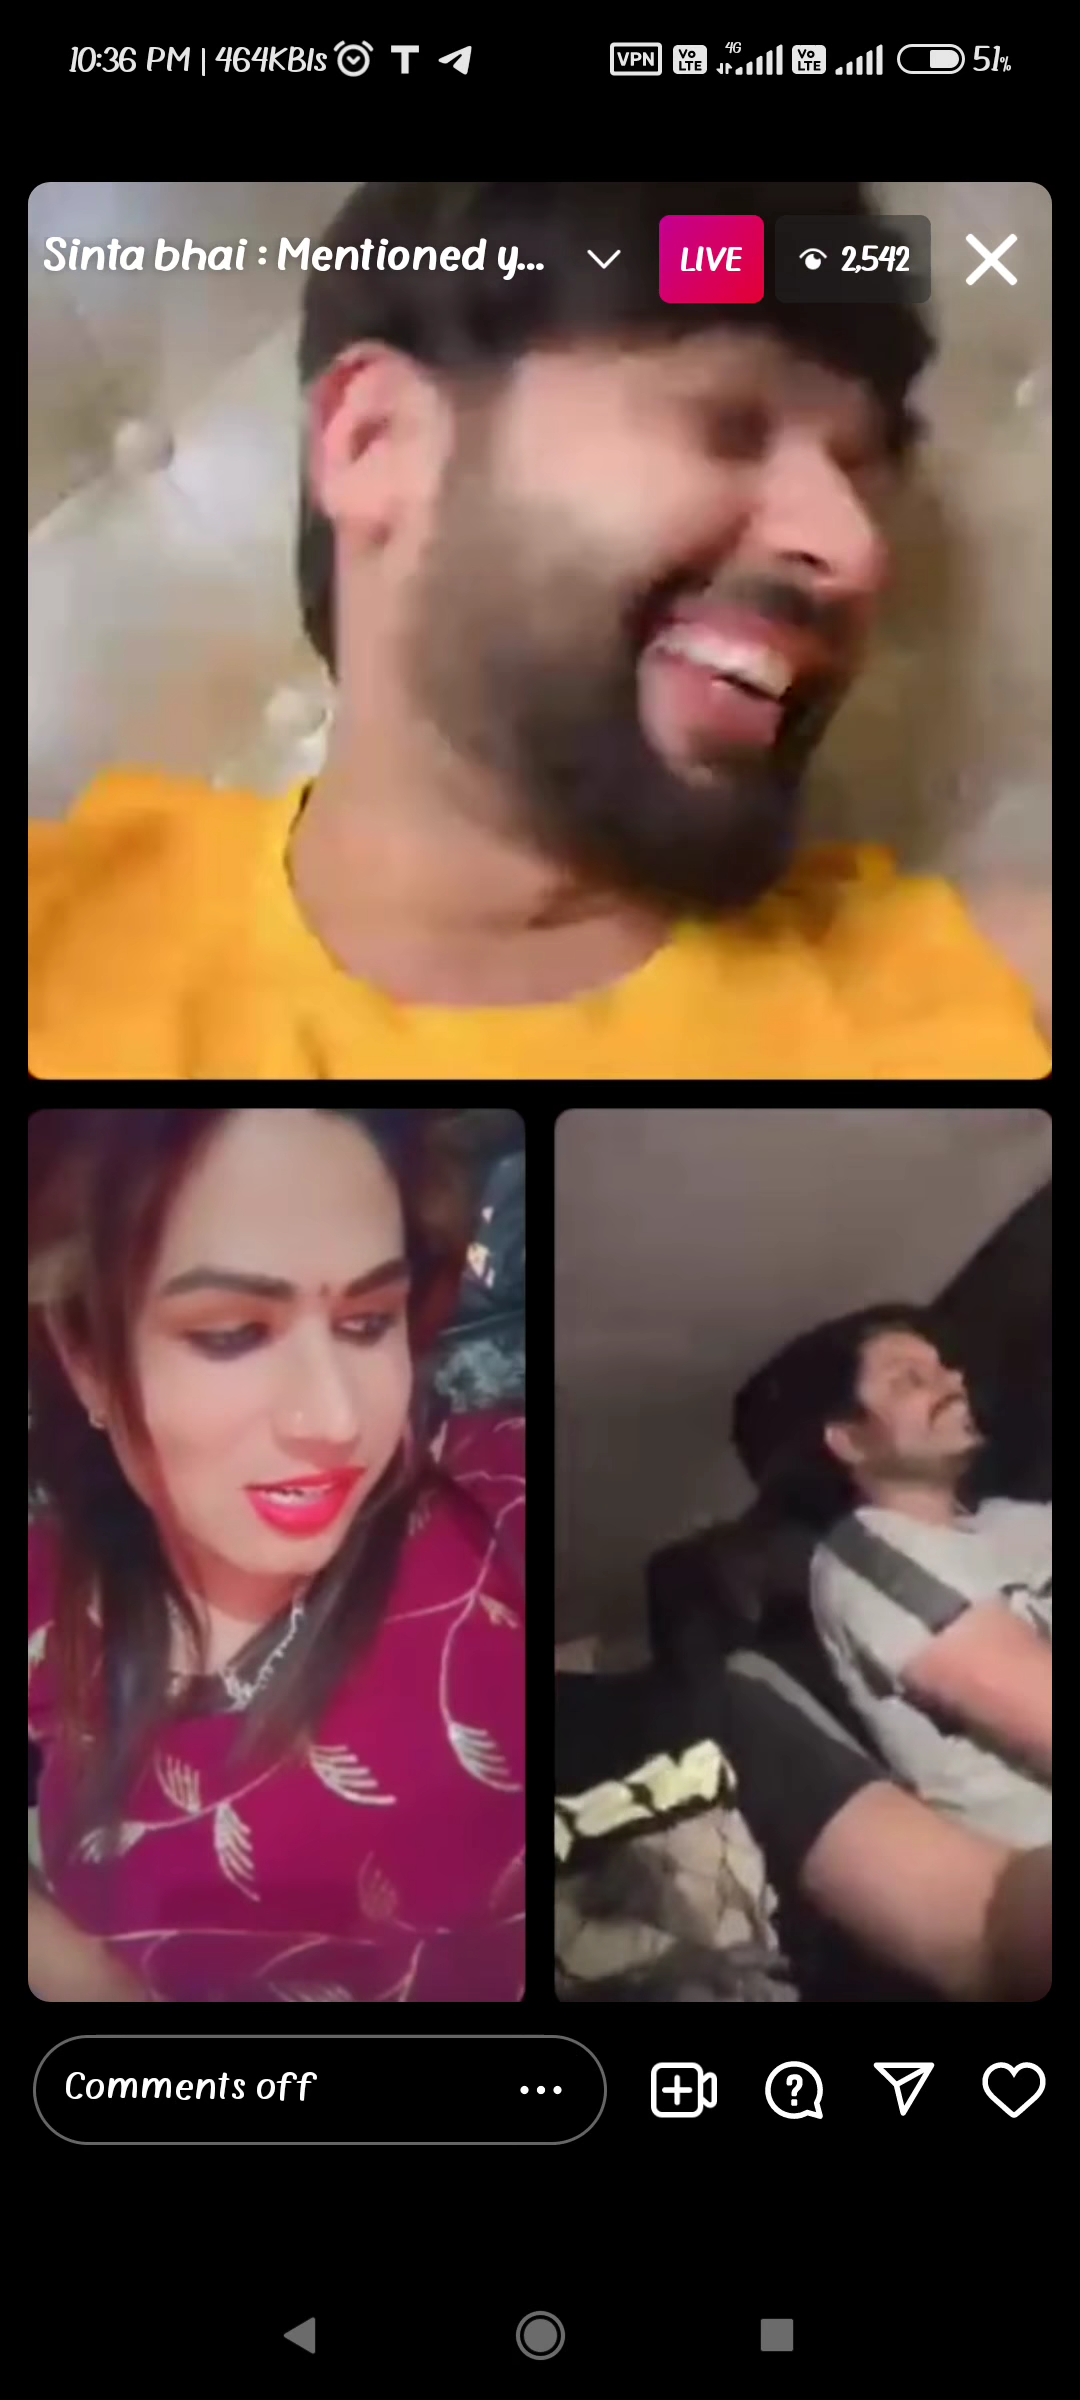 10:36 PM | 464KB/s T VPN Vo LTE 4G Vo LTE 51%
Sinta bhai : Mentioned y... LIVE 2,542
Comments off